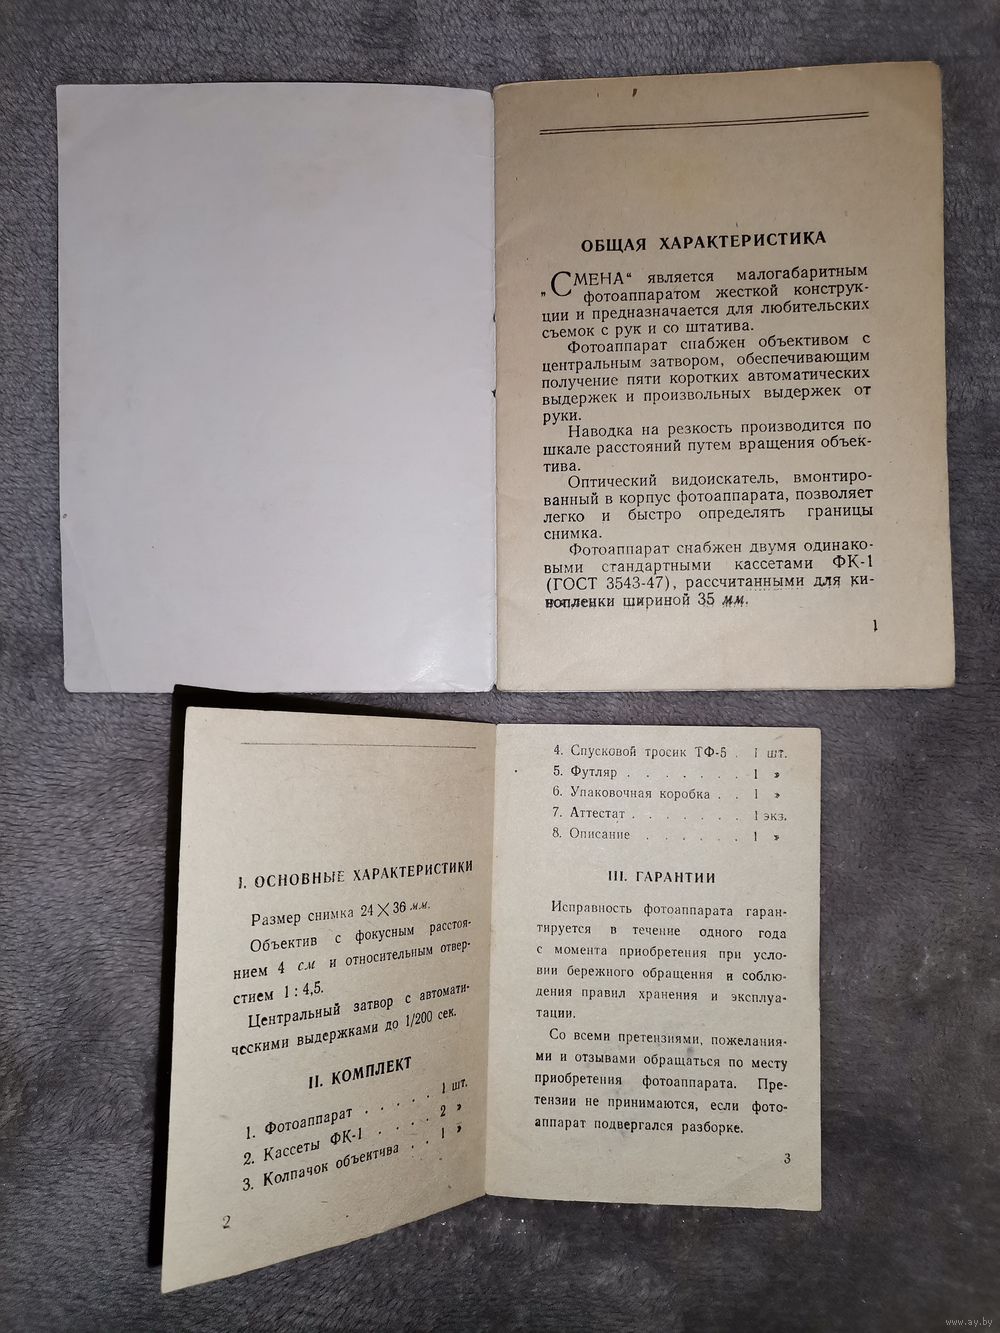 ОБЩАЯ ХАРАКТЕРИСТИКА
„СМЕНА“ является малогабаритным
фотоаппаратом жесткой конструк-
ции и предназначается для любительских
съемок с рук и со штатива.
Фотоаппарат снабжен объективом с
центральным затвором, обеспечивающим
получение пяти коротких автоматических
выдержек и произвольных выдержек от
руки.
Наводка на резкость производится по
шкале расстояний путем вращения объек-
тива.
Оптический видоискатель, вмонтиро-
ванный в корпус фотоаппарата, позволяет
легко и быстро определять границы
снимка.
Фотоаппарат снабжен двумя одинако-
выми стандартными кассетами ФК-1
(ГОСТ 3543-47), рассчитанными для ки-
нопленки шириной 35 мм.
1
I. ОСНОВНЫЕ ХАРАКТЕРИСТИКИ
Размер снимка 24×36 мм.
Объектив с фокусным расстоя-
нием 4 см и относительным отвер-
стием 1:4,5.
Центральный затвор с автомати-
ческими выдержками до 1/200 сек.
II. КОМПЛЕКТ
1. Фотоаппарат . . . . . 1 шт.
2. Кассеты ФК-1 . . . . 2 »
3. Колпачок объектива . . 1 »
2
4. Спусковой тросик ТФ-5 . 1 шт.
5. Футляр . . . . . . . 1 »
6. Упаковочная коробка . . 1 »
7. Аттестат . . . . . . . 1 экз.
8. Описание . . . . . . 1 »
III. ГАРАНТИИ
Исправность фотоаппарата гаран-
тируется в течение одного года
с момента приобретения при усло-
вии бережного обращения и соблю-
дения правил хранения и эксплуа-
тации.
Со всеми претензиями, пожелания-
ми и отзывами обращаться по месту
приобретения фотоаппарата. Пре-
тензии не принимаются, если фото-
аппарат подвергался разборке.
3
www.ay.by